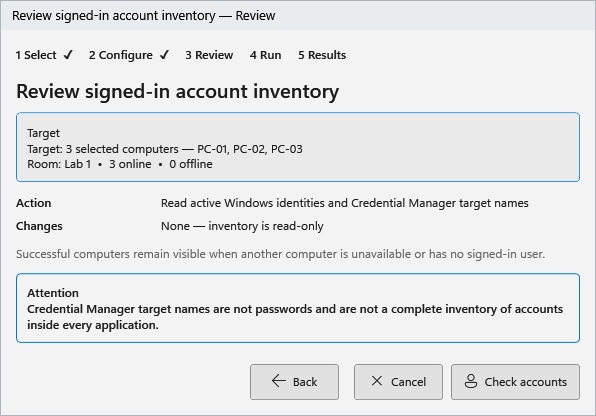 Review signed-in account inventory — Review
1 Select ✓ 2 Configure ✓ 3 Review 4 Run 5 Results
Review signed-in account inventory
Target
Target: 3 selected computers — PC-01, PC-02, PC-03
Room: Lab 1 • 3 online • 0 offline
Action Read active Windows identities and Credential Manager target names
Changes None — inventory is read-only
Successful computers remain visible when another computer is unavailable or has no signed-in user.
Attention
Credential Manager target names are not passwords and are not a complete inventory of accounts
inside every application.
Back Cancel Check accounts